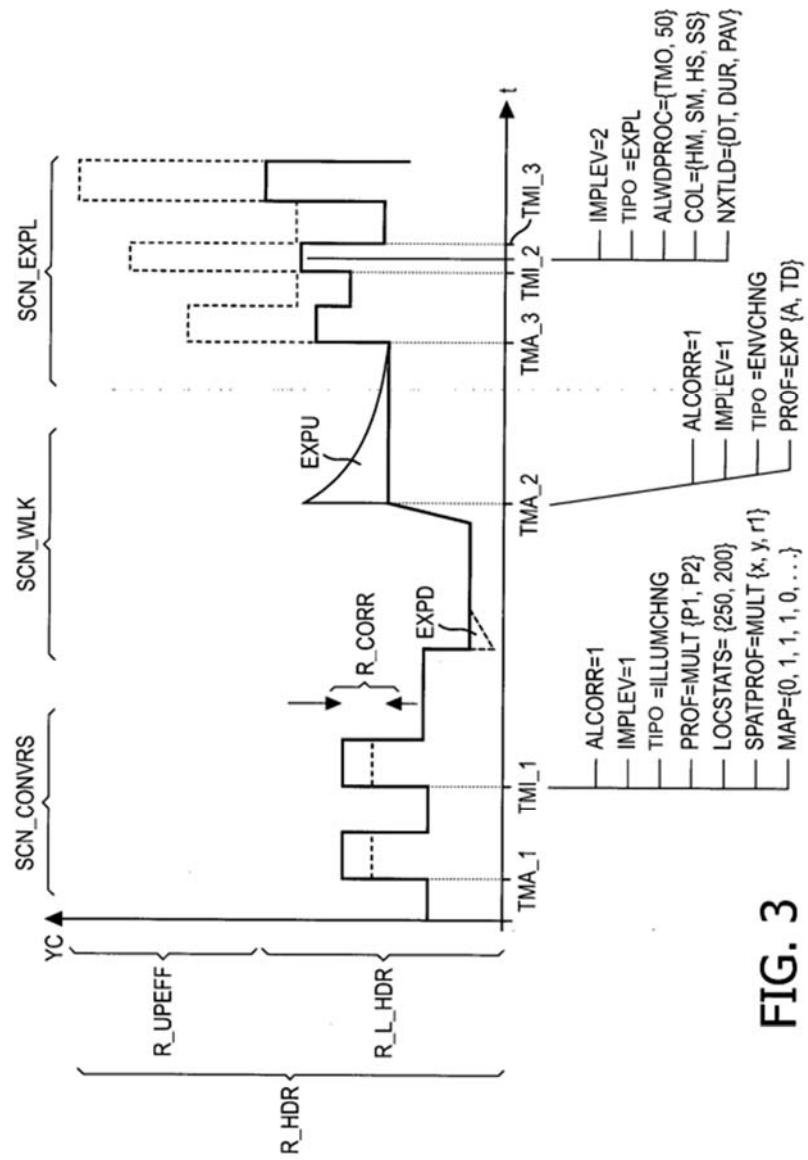 SCN_CONVRS
SCN_WLK
SCN_EXPL
YC
R_UPEFF
R_L_HDR
R_HDR
R_CORR
EXPD
EXPU
TMA_1
TMI_1
TMA_2
TMA_3
TMI_2
TMI_3
t
ALCORR=1
IMPLEV=1
TIPO =ILLUMCHNG
PROF=MULT {P1, P2}
LOCSTATS= {250, 200}
SPATPROF=MULT {x, y, r1}
MAP={0, 1, 1, 1, 0, . . .}
ALCORR=1
IMPLEV=1
TIPO =ENVCHNG
PROF=EXP {A, TD}
IMPLEV=2
TIPO =EXPL
ALWDPROC={TMO, 50}
COL={HM, SM, HS, SS}
NXTLD={DT, DUR, PAV}
FIG. 3